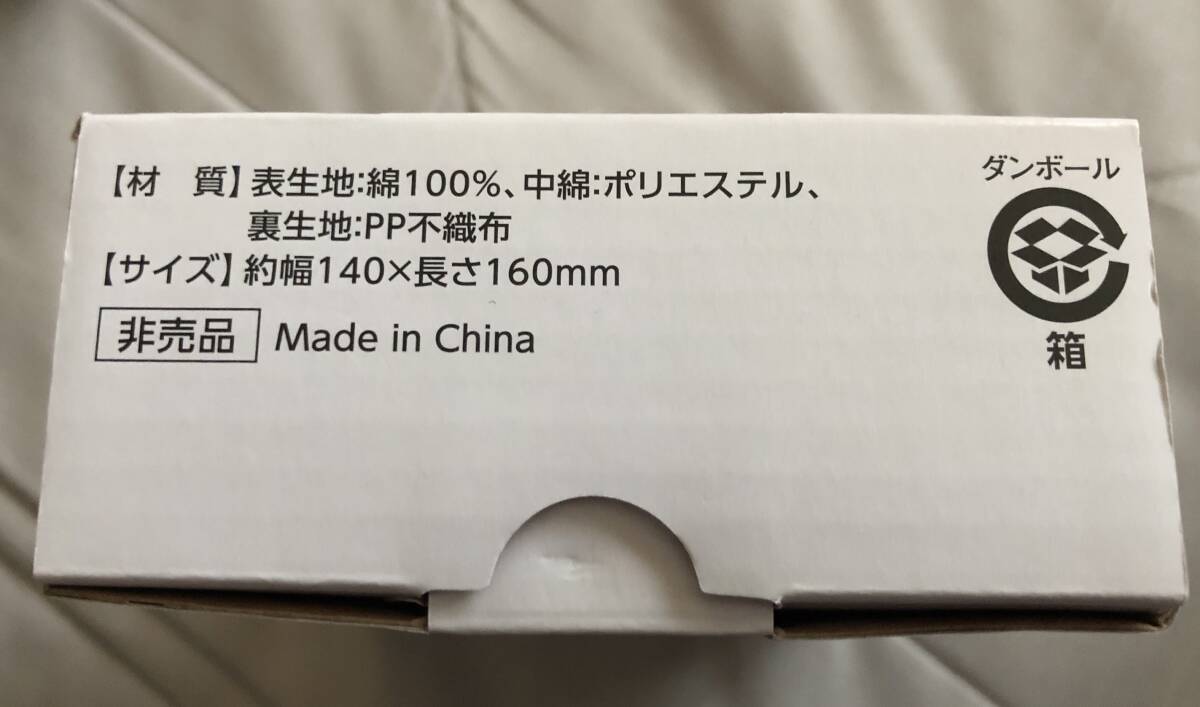 【材　質】表生地:綿100%、中綿:ポリエステル、
裏生地:PP不織布
【サイズ】約幅140×長さ160mm
非売品 Made in China
ダンボール
箱